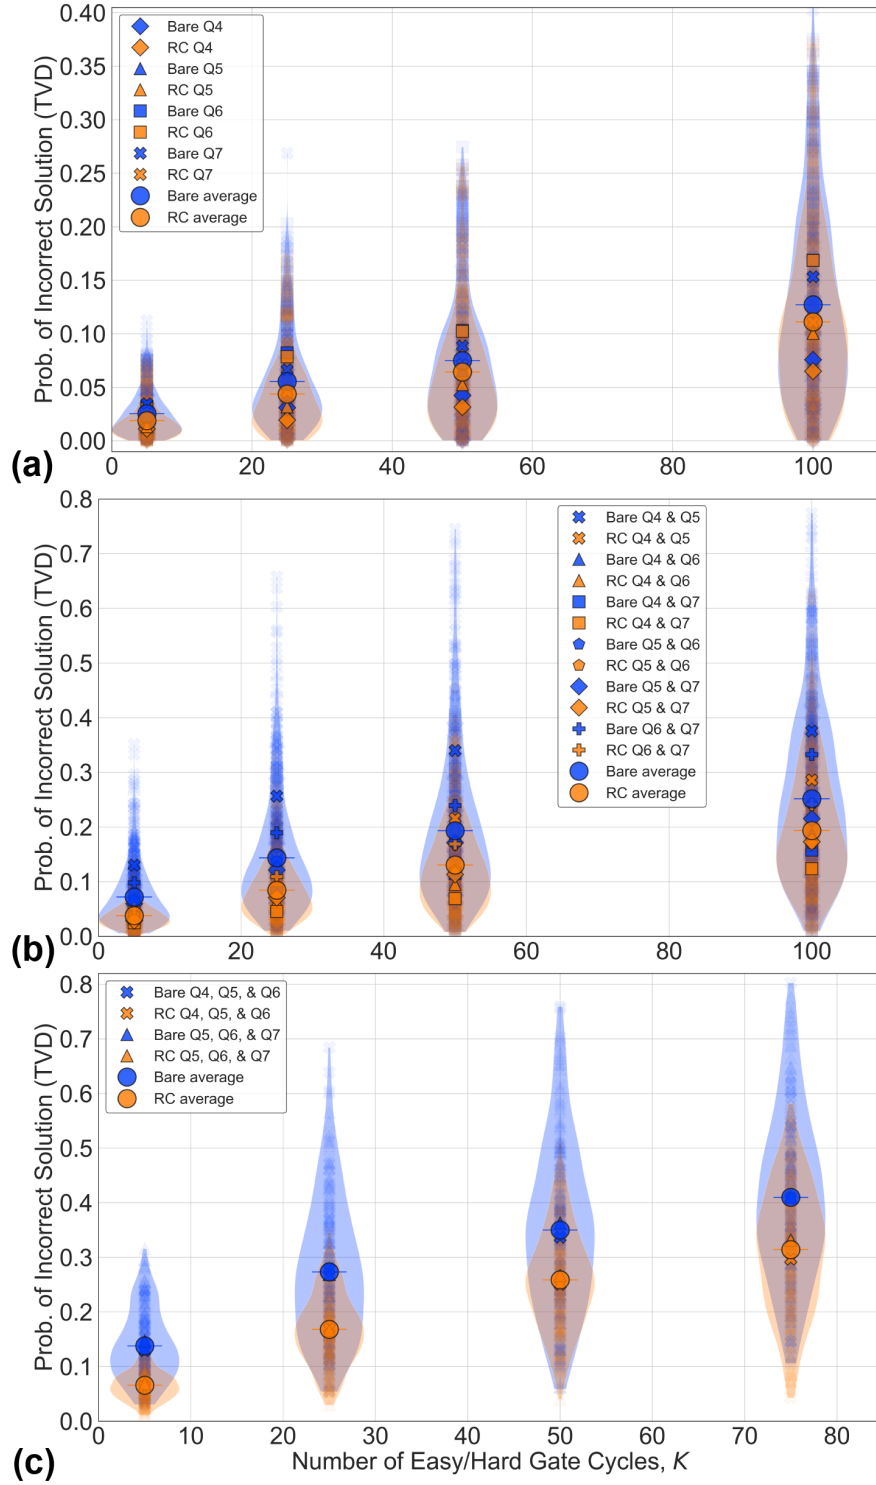 0.40
0.35
0.30
0.25
0.20
0.15
0.10
0.05
0.00
Prob. of Incorrect Solution (TVD)
Bare Q4
RC Q4
Bare Q5
RC Q5
Bare Q6
RC Q6
Bare Q7
RC Q7
Bare average
RC average
0 20 40 60 80 100
(a)
0.8
0.7
0.6
0.5
0.4
0.3
0.2
0.1
0.0
Prob. of Incorrect Solution (TVD)
Bare Q4 & Q5
RC Q4 & Q5
Bare Q4 & Q6
RC Q4 & Q6
Bare Q4 & Q7
RC Q4 & Q7
Bare Q5 & Q6
RC Q5 & Q6
Bare Q5 & Q7
RC Q5 & Q7
Bare Q6 & Q7
RC Q6 & Q7
Bare average
RC average
0 20 40 60 80 100
(b)
0.8
0.7
0.6
0.5
0.4
0.3
0.2
0.1
0.0
Prob. of Incorrect Solution (TVD)
Bare Q4, Q5, & Q6
RC Q4, Q5, & Q6
Bare Q5, Q6, & Q7
RC Q5, Q6, & Q7
Bare average
RC average
0 10 20 30 40 50 60 70 80
(c)
Number of Easy/Hard Gate Cycles, K